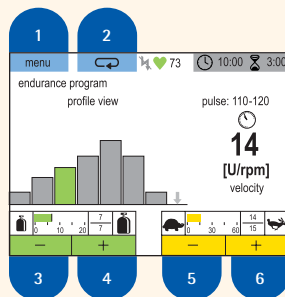 1 2
menu 73 10:00 3:00
endurance program
profile view pulse: 110-120
14
[U/rpm]
velocity
0 10 20 7 7 0 30 60 14 15
− + − +
3 4 5 6